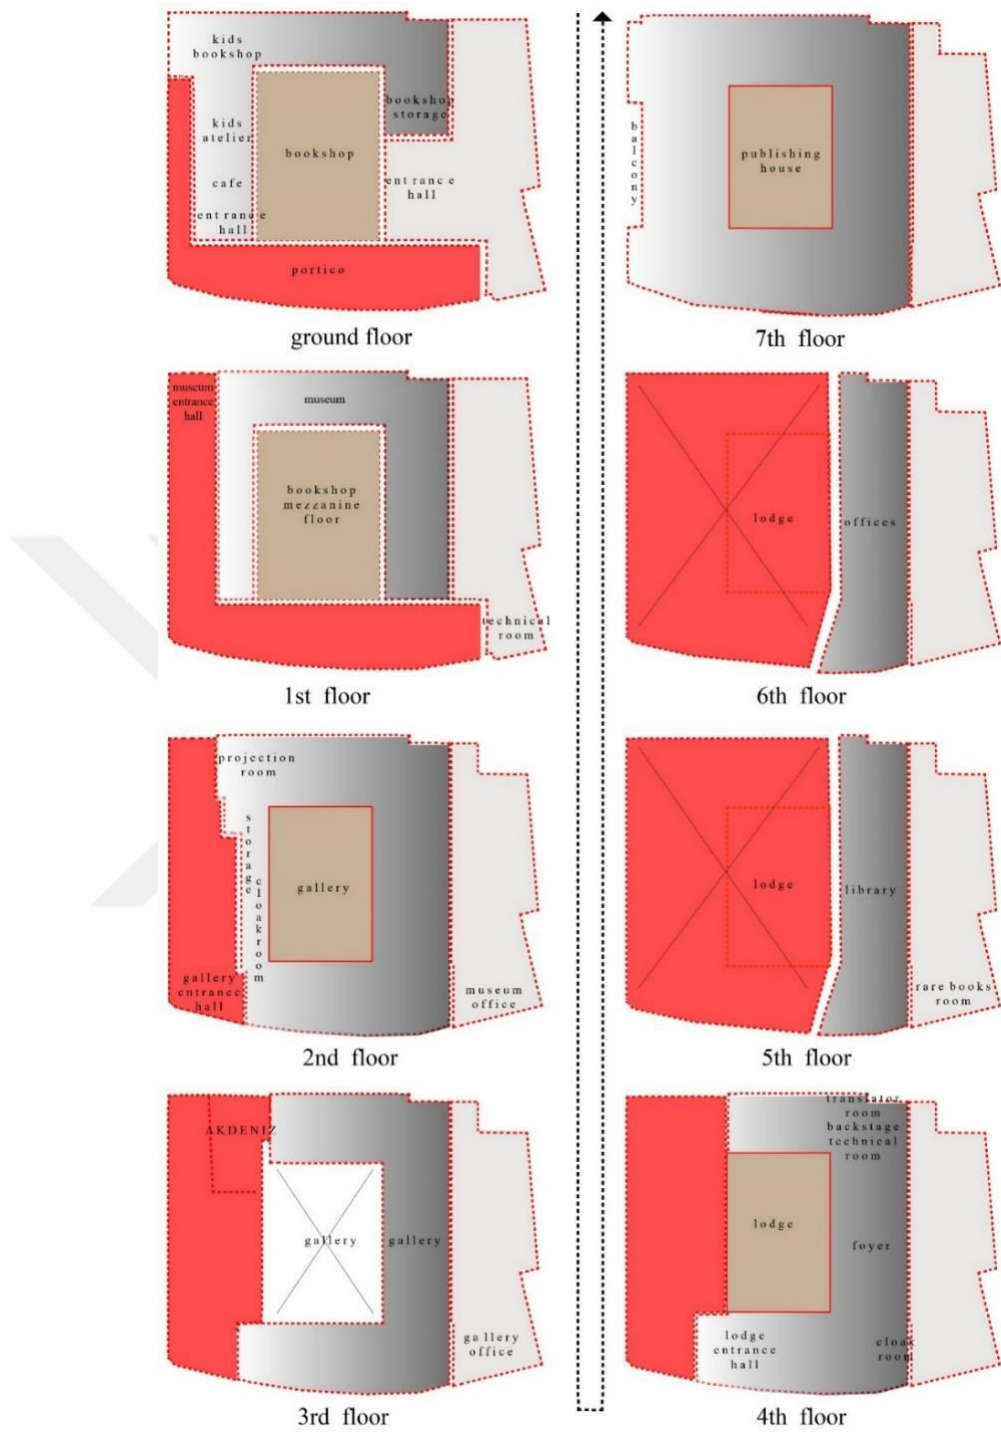 kids
bookshop
bookshop
storage
kids
atelier
bookshop
cafe
entrance
hall
entrance
hall
portico
ground floor
museum
entrance
hall
museum
bookshop
mezzanine
floor
technical
room
1st floor
projection
room
storage
cloakroom
gallery
gallery
entrance
hall
museum
office
2nd floor
AKDENIZ
gallery
gallery
gallery
office
3rd floor
balcony
publishing
house
7th floor
lodge
offices
6th floor
lodge
library
rare books
room
5th floor
translator
room
backstage
technical
room
lodge
foyer
lodge
entrance
hall
cloak
room
4th floor